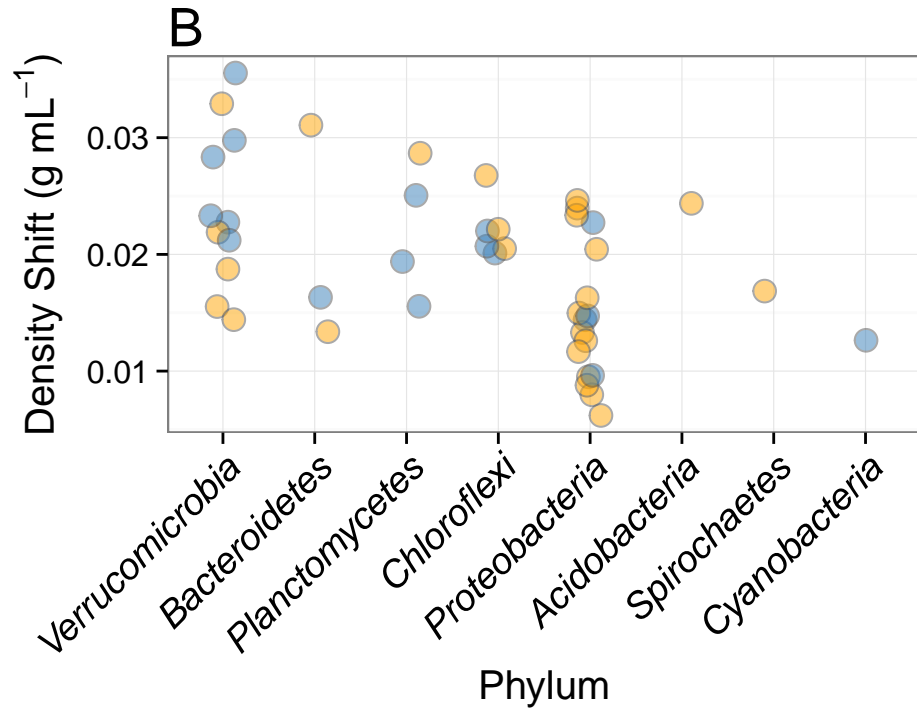 B
Density Shift (g mL⁻¹)
0.03
0.02
0.01
Verrucomicrobia
Bacteroidetes
Planctomycetes
Chloroflexi
Proteobacteria
Acidobacteria
Spirochaetes
Cyanobacteria
Phylum